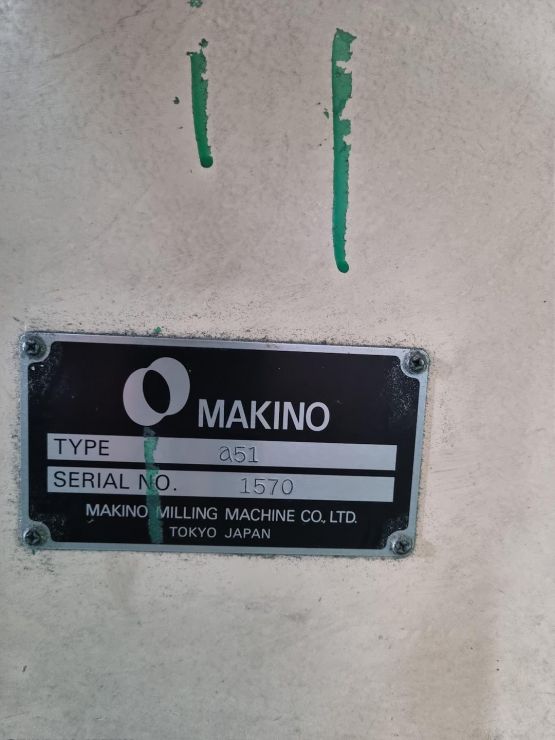 MAKINO
TYPE a51
SERIAL NO. 1570
MAKINO MILLING MACHINE CO., LTD.
TOKYO JAPAN